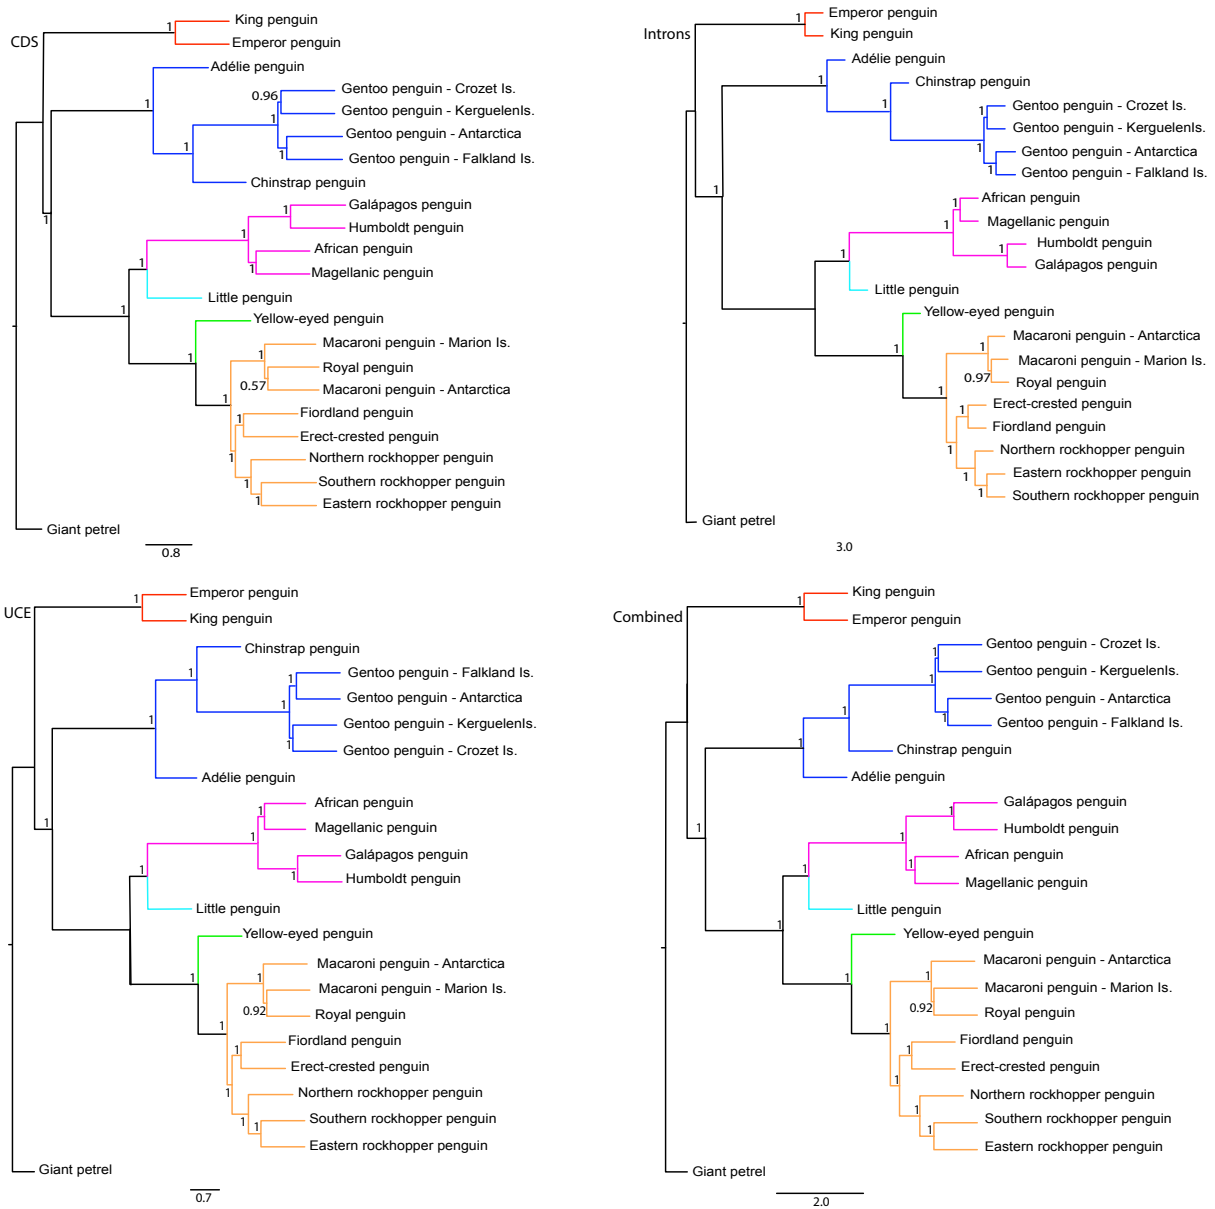 CDS
1
King penguin
Emperor penguin
Adélie penguin
1
0.96
Gentoo penguin - Crozet Is.
Gentoo penguin - KerguelenIs.
1
Gentoo penguin - Antarctica
1
Gentoo penguin - Falkland Is.
1
Chinstrap penguin
1
Galápagos penguin
1
Humboldt penguin
1
African penguin
1
Magellanic penguin
1
1
Little penguin
1
Yellow-eyed penguin
1
Macaroni penguin - Marion Is.
1
Royal penguin
0.57
Macaroni penguin - Antarctica
1
Fiordland penguin
1
Erect-crested penguin
1
Northern rockhopper penguin
1
Southern rockhopper penguin
1
Eastern rockhopper penguin
Giant petrel
0.8
Introns
1
Emperor penguin
King penguin
Adélie penguin
1
Chinstrap penguin
1
Gentoo penguin - Crozet Is.
1
Gentoo penguin - KerguelenIs.
1
Gentoo penguin - Antarctica
1
Gentoo penguin - Falkland Is.
1
African penguin
1
Magellanic penguin
1
Humboldt penguin
1
Galápagos penguin
1
Little penguin
Yellow-eyed penguin
1
Macaroni penguin - Antarctica
1
Macaroni penguin - Marion Is.
0.97
Royal penguin
1
Erect-crested penguin
1
Fiordland penguin
1
Northern rockhopper penguin
1
Eastern rockhopper penguin
1
Southern rockhopper penguin
Giant petrel
3.0
UCE
1
Emperor penguin
King penguin
Chinstrap penguin
1
Gentoo penguin - Falkland Is.
1
Gentoo penguin - Antarctica
1
1
Gentoo penguin - KerguelenIs.
1
Gentoo penguin - Crozet Is.
Adélie penguin
African penguin
1
Magellanic penguin
1
1
Galápagos penguin
1
Humboldt penguin
1
Little penguin
Yellow-eyed penguin
1
Macaroni penguin - Antarctica
1
Macaroni penguin - Marion Is.
0.92
Royal penguin
1
Fiordland penguin
1
Erect-crested penguin
1
Northern rockhopper penguin
1
Southern rockhopper penguin
1
Eastern rockhopper penguin
Giant petrel
0.7
Combined
1
King penguin
Emperor penguin
Gentoo penguin - Crozet Is.
1
Gentoo penguin - KerguelenIs.
1
Gentoo penguin - Antarctica
1
Gentoo penguin - Falkland Is.
1
Chinstrap penguin
1
Adélie penguin
Galápagos penguin
1
Humboldt penguin
1
1
African penguin
1
Magellanic penguin
1
Little penguin
1
Yellow-eyed penguin
1
Macaroni penguin - Antarctica
1
Macaroni penguin - Marion Is.
0.92
Royal penguin
1
Fiordland penguin
1
Erect-crested penguin
1
Northern rockhopper penguin
1
Southern rockhopper penguin
1
Eastern rockhopper penguin
Giant petrel
2.0